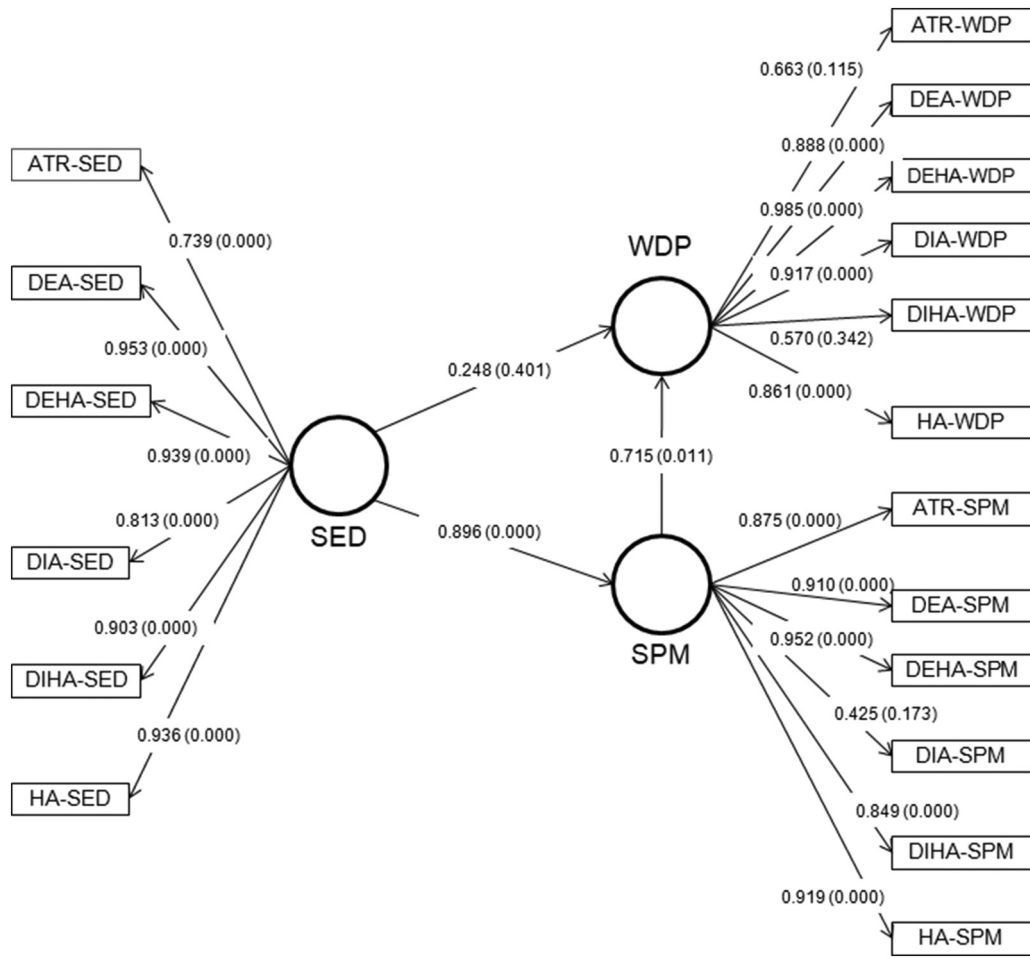 ATR-SED
DEA-SED
DEHA-SED
DIA-SED
DIHA-SED
HA-SED
0.739 (0.000)
0.953 (0.000)
0.939 (0.000)
0.813 (0.000)
0.903 (0.000)
0.936 (0.000)
SED
0.248 (0.401)
0.896 (0.000)
WDP
0.715 (0.011)
SPM
0.663 (0.115)
0.888 (0.000)
0.985 (0.000)
0.917 (0.000)
0.570 (0.342)
0.861 (0.000)
ATR-WDP
DEA-WDP
DEHA-WDP
DIA-WDP
DIHA-WDP
HA-WDP
0.875 (0.000)
0.910 (0.000)
0.952 (0.000)
0.425 (0.173)
0.849 (0.000)
0.919 (0.000)
ATR-SPM
DEA-SPM
DEHA-SPM
DIA-SPM
DIHA-SPM
HA-SPM